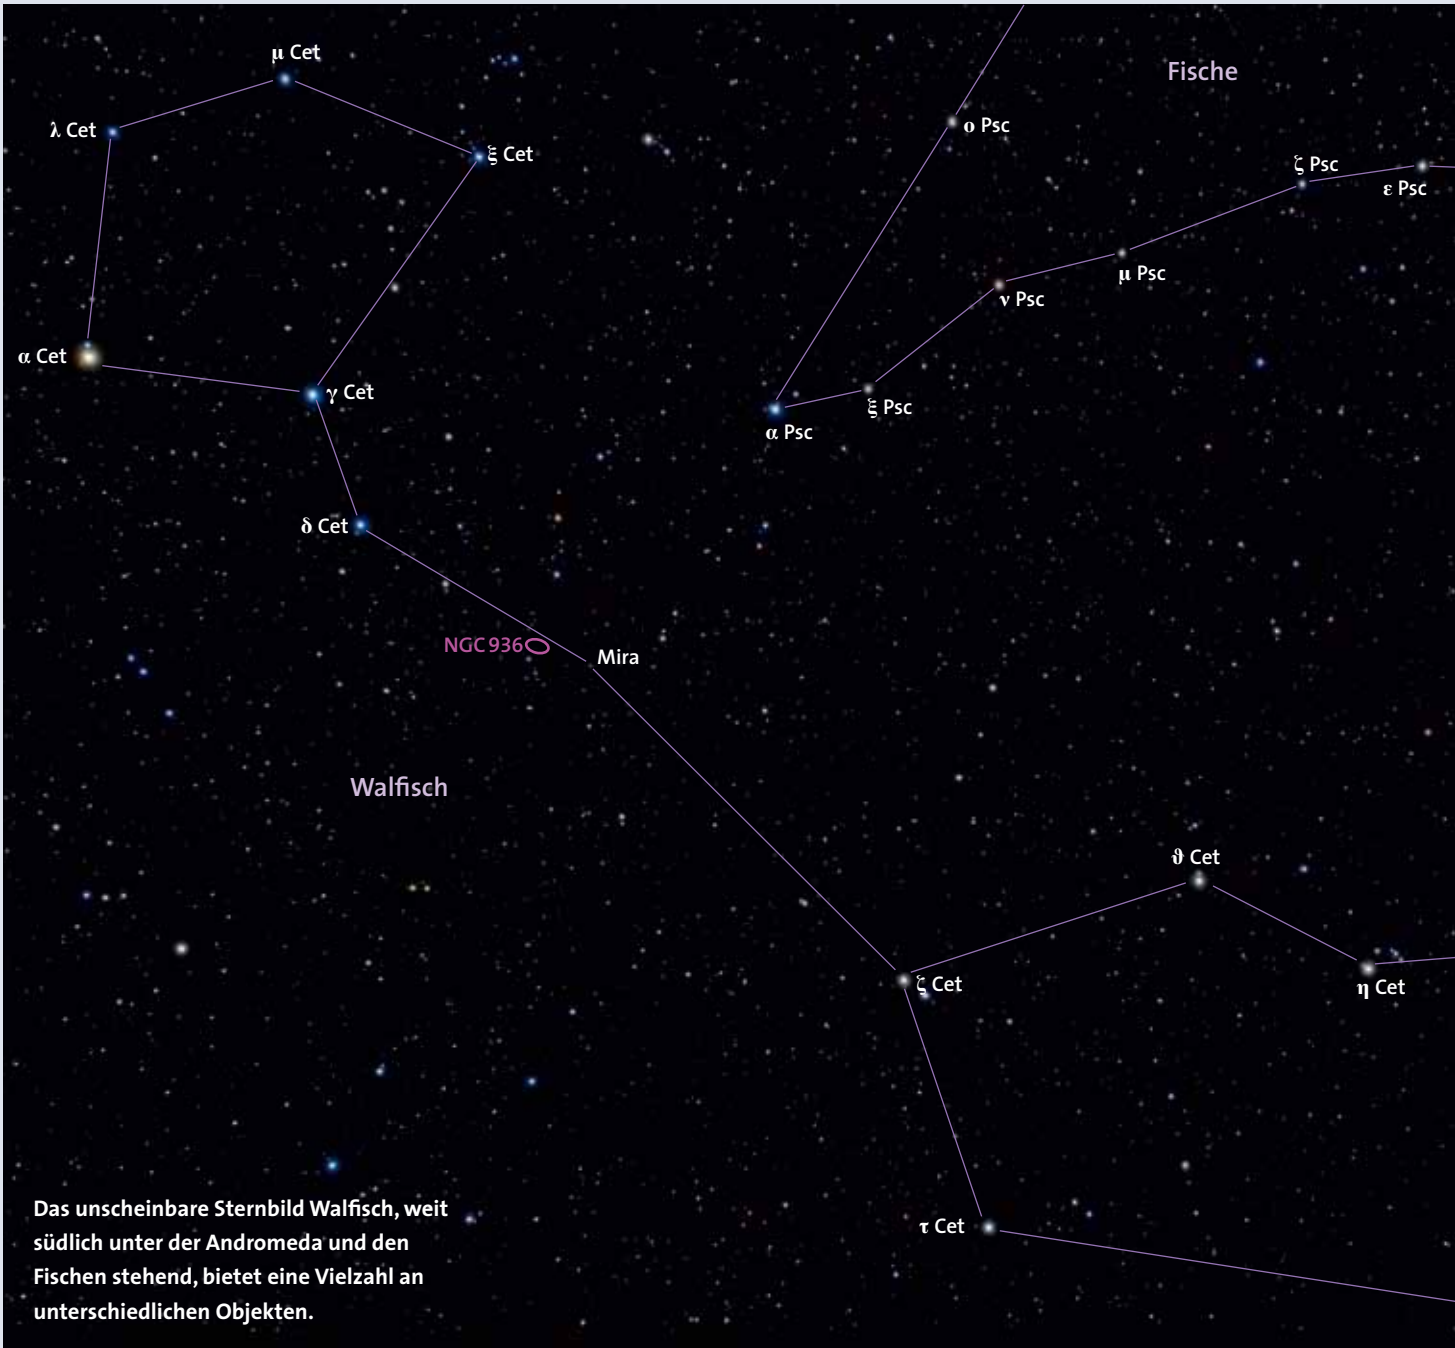 μ Cet
Fische
λ Cet
ο Psc
ξ Cet
ζ Psc
ε Psc
μ Psc
ν Psc
α Cet
γ Cet
ξ Psc
α Psc
δ Cet
NGC 936
Mira
Walfisch
ϑ Cet
ζ Cet
η Cet
τ Cet
Das unscheinbare Sternbild Walfisch, weit
südlich unter der Andromeda und den
Fischen stehend, bietet eine Vielzahl an
unterschiedlichen Objekten.